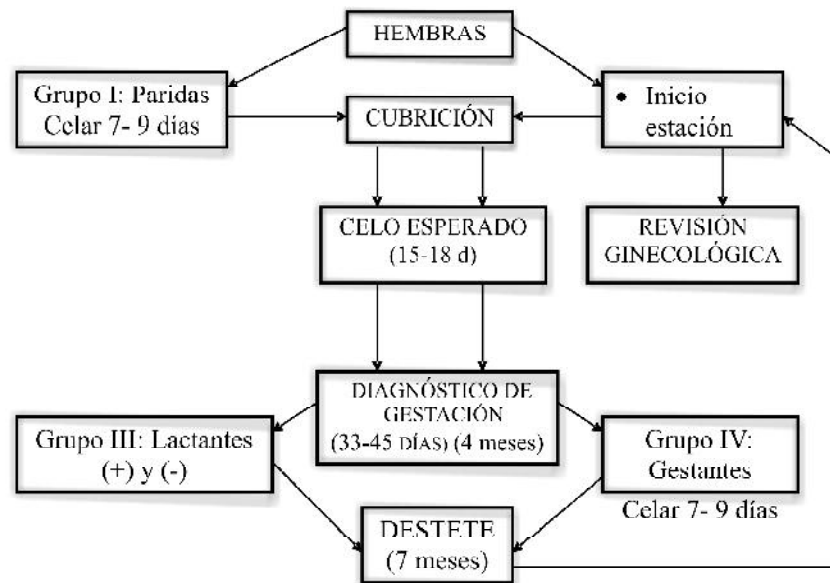 HEMBRAS
Grupo I: Paridas
Celar 7- 9 días
CUBRICIÓN
• Inicio
estación
CELO ESPERADO
(15-18 d)
REVISIÓN
GINECOLÓGICA
DIAGNÓSTICO DE
GESTACIÓN
(33-45 DÍAS) (4 meses)
Grupo III: Lactantes
(+) y (-)
Grupo IV:
Gestantes
Celar 7- 9 días
DESTETE
(7 meses)